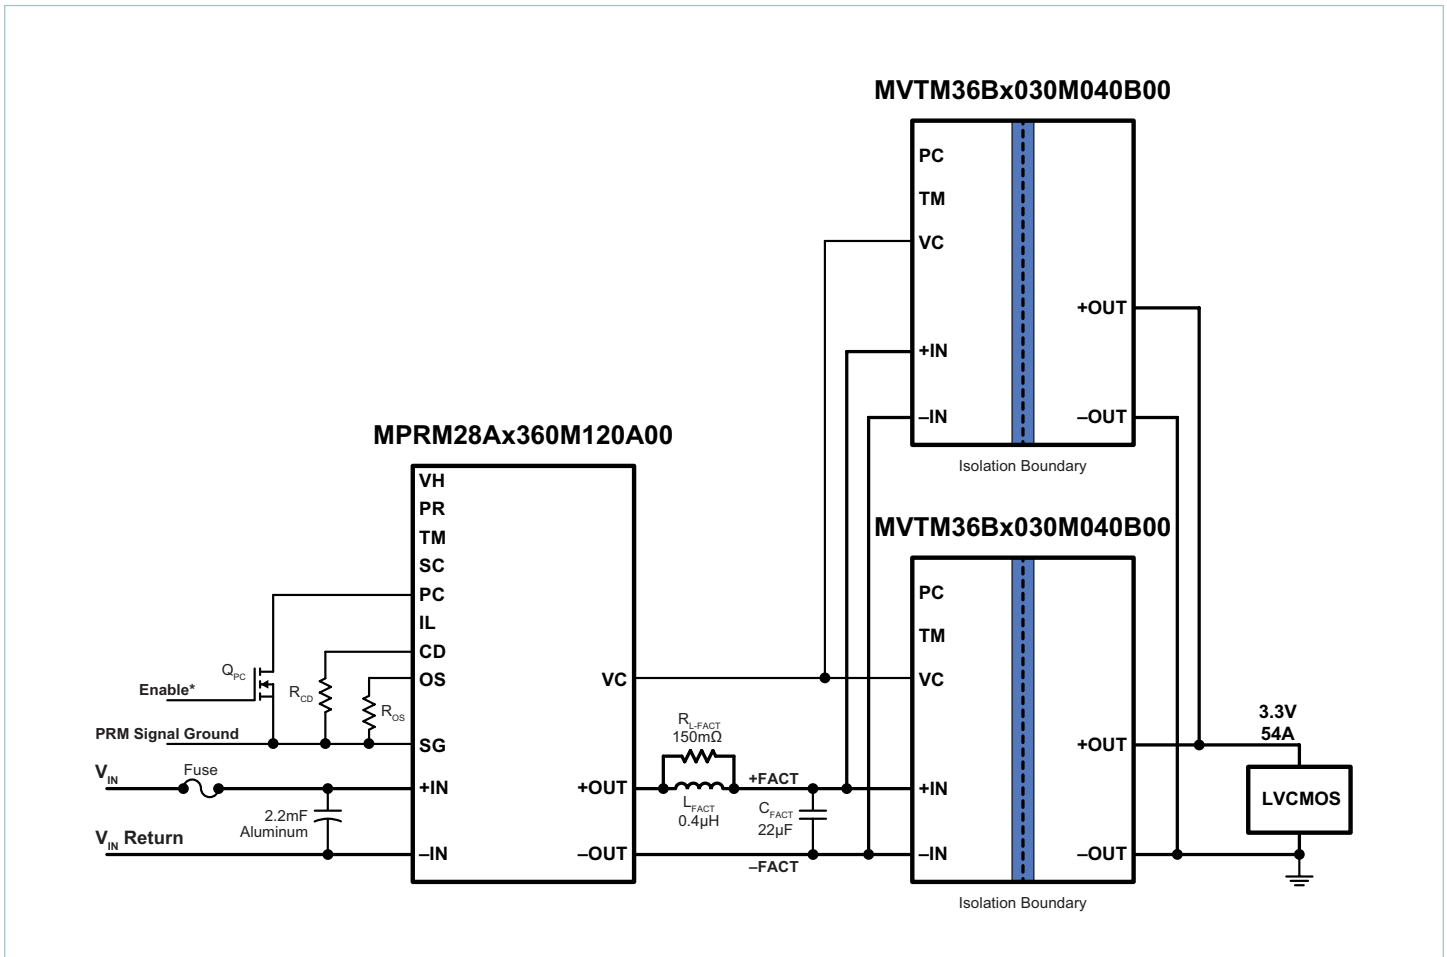 MVTM36Bx030M040B00
PC
TM
VC
+IN
–IN
+OUT
–OUT
Isolation Boundary
MPRM28Ax360M120A00
VH
PR
TM
SC
PC
IL
CD
OS
SG
+IN
–IN
VC
+OUT
–OUT
Enable*
QPC
RCD
ROS
PRM Signal Ground
VIN
Fuse
2.2mF
Aluminum
VIN Return
RL-FACT
150mΩ
LFACT
0.4µH
+FACT
CFACT
22µF
–FACT
MVTM36Bx030M040B00
PC
TM
VC
+IN
–IN
+OUT
–OUT
Isolation Boundary
3.3V
54A
LVCMOS